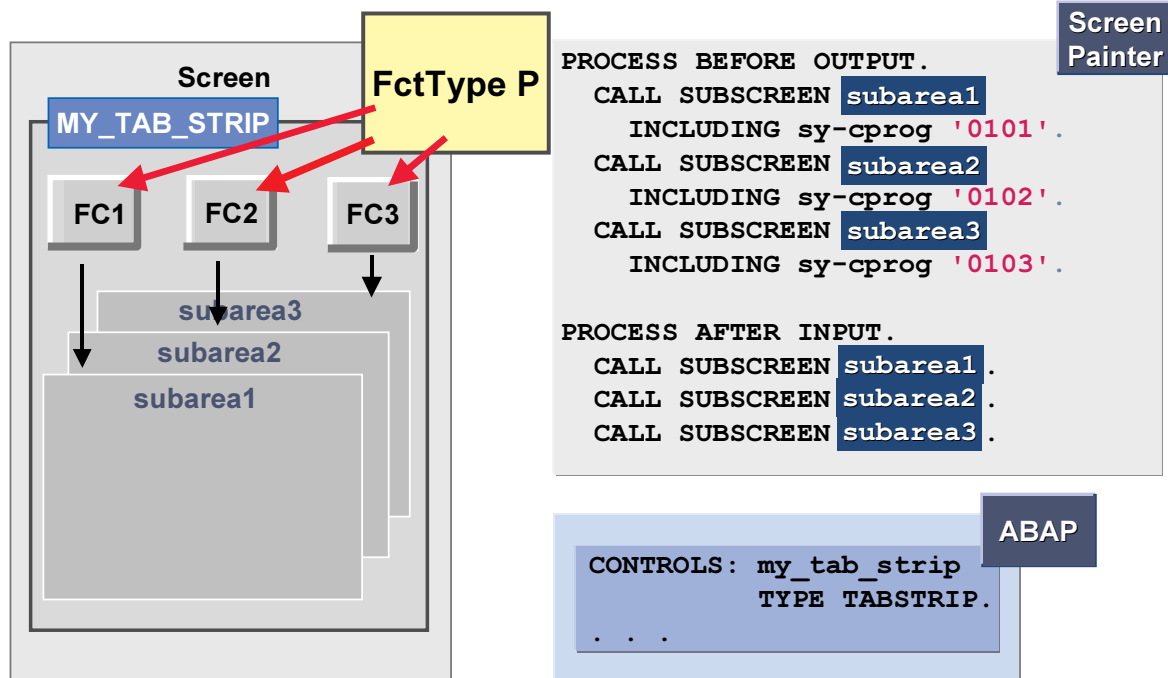 Screen
Painter
FctType P
Screen
MY_TAB_STRIP
FC1
FC2
FC3
subarea3
subarea2
subarea1
PROCESS BEFORE OUTPUT.
CALL SUBSCREEN subarea1
INCLUDING sy-cprog '0101'.
CALL SUBSCREEN subarea2
INCLUDING sy-cprog '0102'.
CALL SUBSCREEN subarea3
INCLUDING sy-cprog '0103'.
PROCESS AFTER INPUT.
CALL SUBSCREEN subarea1.
CALL SUBSCREEN subarea2.
CALL SUBSCREEN subarea3.
ABAP
CONTROLS: my_tab_strip
TYPE TABSTRIP.
. . .